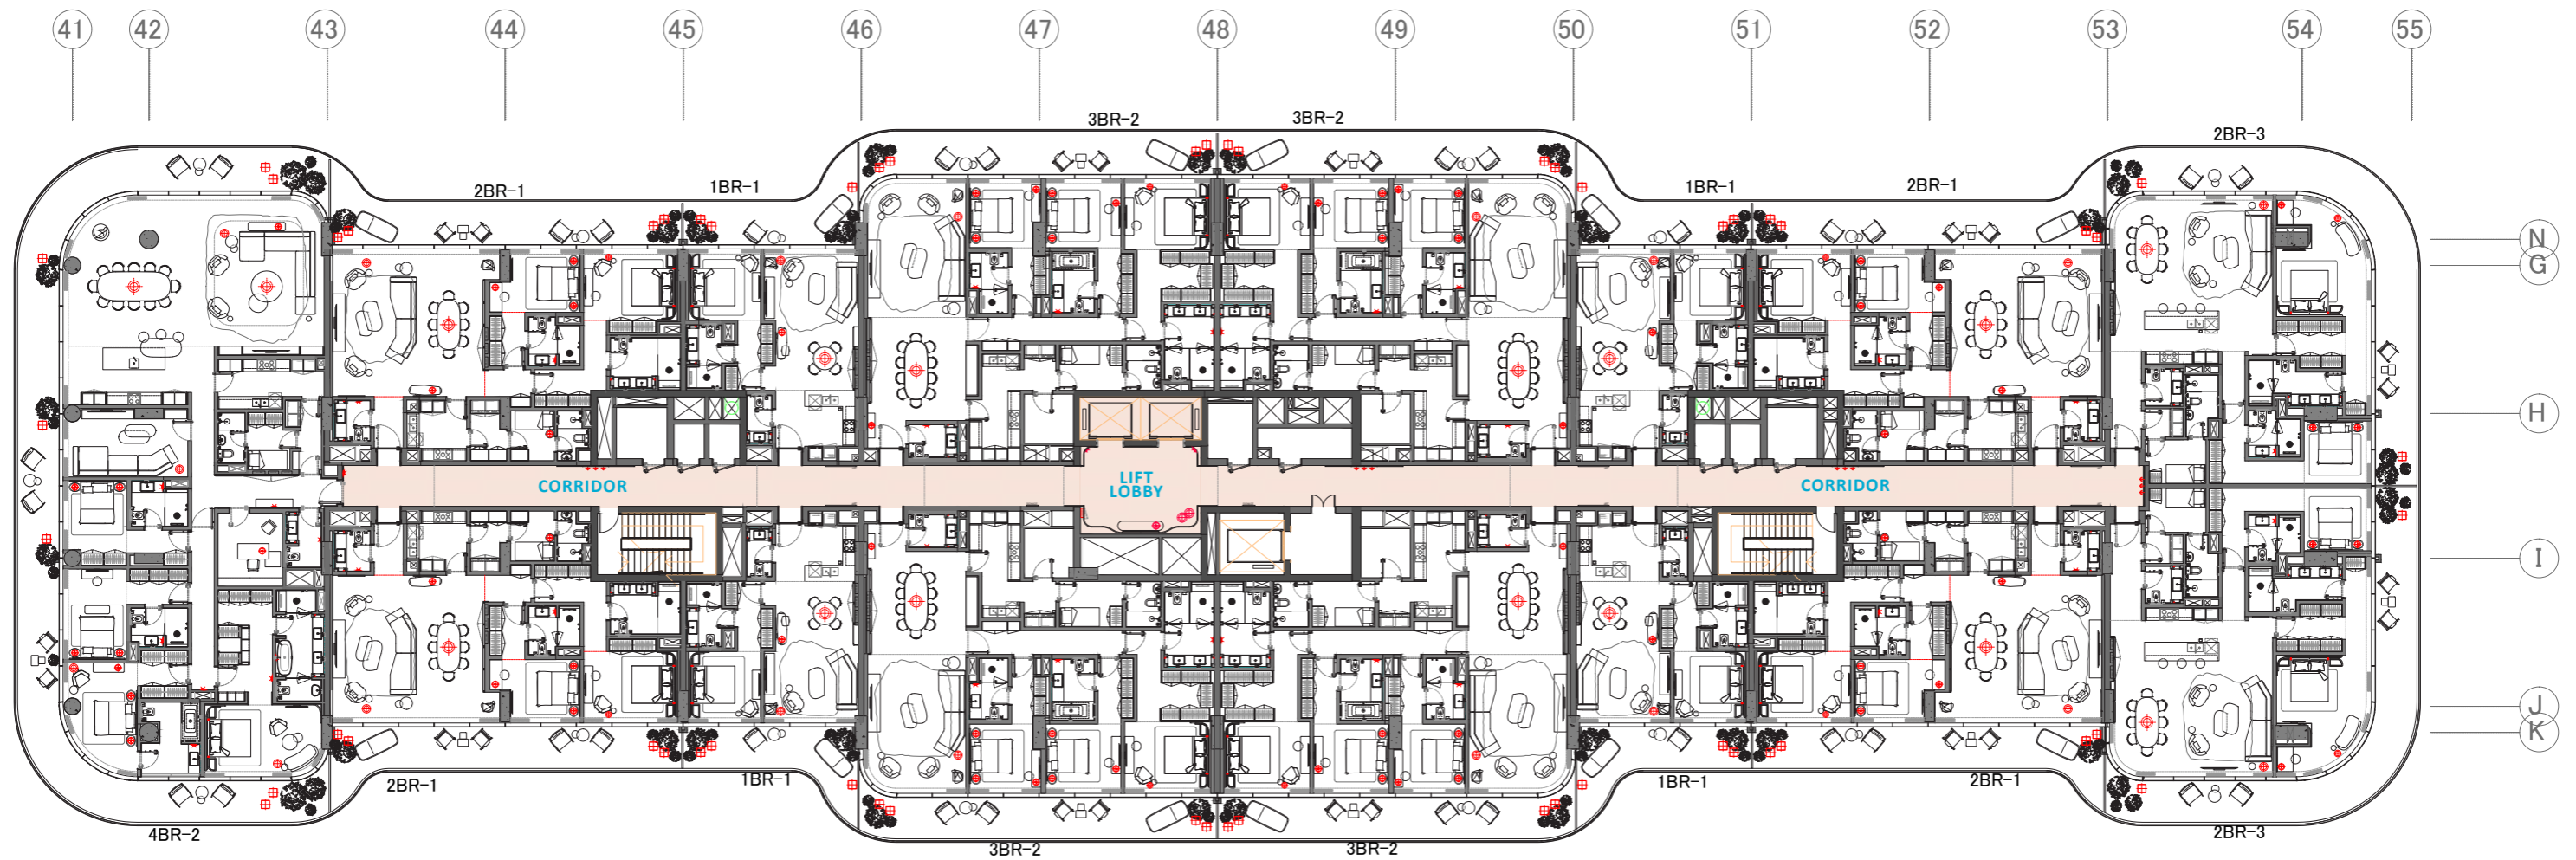 41 42 43 44 45 46 47 48 49 50 51 52 53 54 55
3BR-2 3BR-2
2BR-3
2BR-1 1BR-1
1BR-1 2BR-1
N
G
H
CORRIDOR
LIFT
LOBBY
CORRIDOR
I
J
K
2BR-1 1BR-1
1BR-1 2BR-1
4BR-2
2BR-3
3BR-2 3BR-2